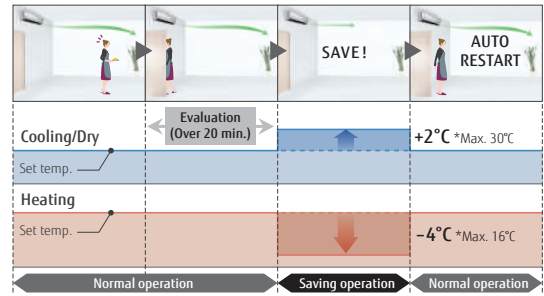 SAVE!
AUTO
RESTART
Evaluation
(Over 20 min.)
Cooling/Dry
+2°C *Max. 30°C
Set temp.
Heating
Set temp.
−4°C *Max. 16°C
Normal operation
Saving operation
Normal operation